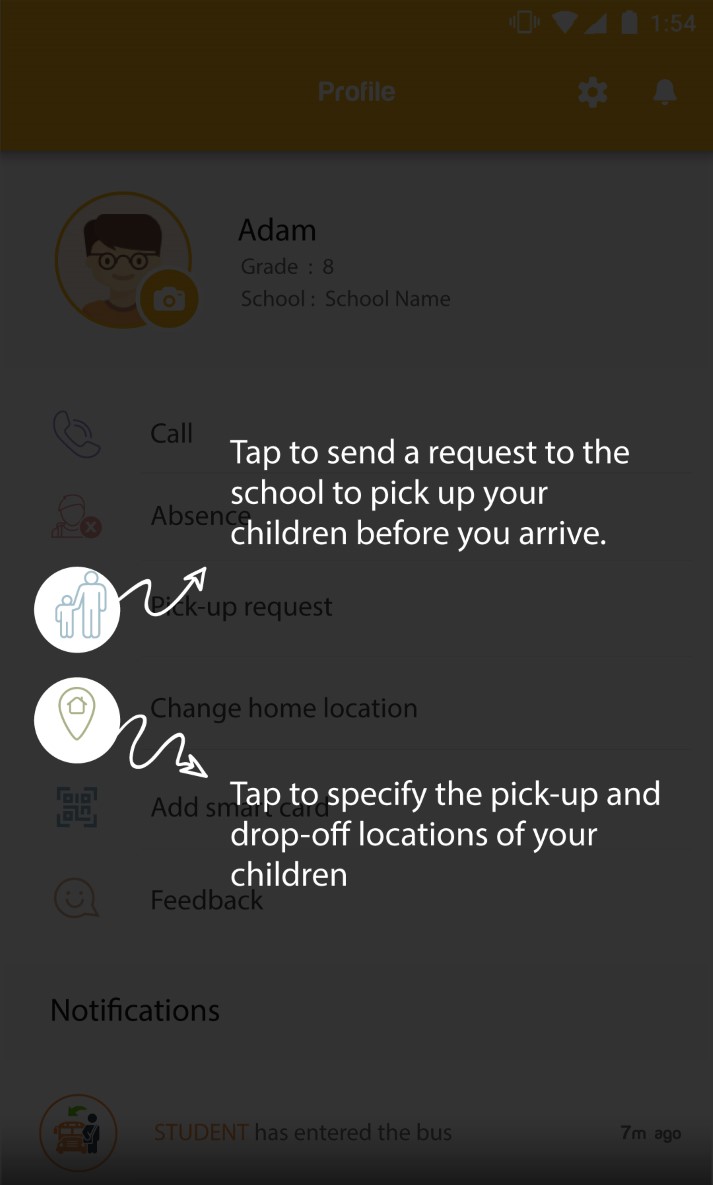 1:54
Profile
Adam
Grade : 8
School : School Name
Call
Tap to send a request to the
school to pick up your
children before you arrive.
Absence
Pick-up request
Change home location
Tap to specify the pick-up and
drop-off locations of your
children
Add smart card
Feedback
Notifications
STUDENT has entered the bus
7m ago